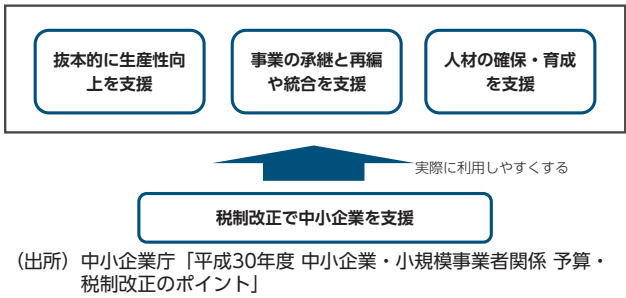 抜本的に生産性向
上を支援
事業の承継と再編
や統合を支援
人材の確保・育成
を支援
実際に利用しやすくする
税制改正で中小企業を支援
（出所）中小企業庁「平成30年度 中小企業・小規模事業者関係 予算・
税制改正のポイント」